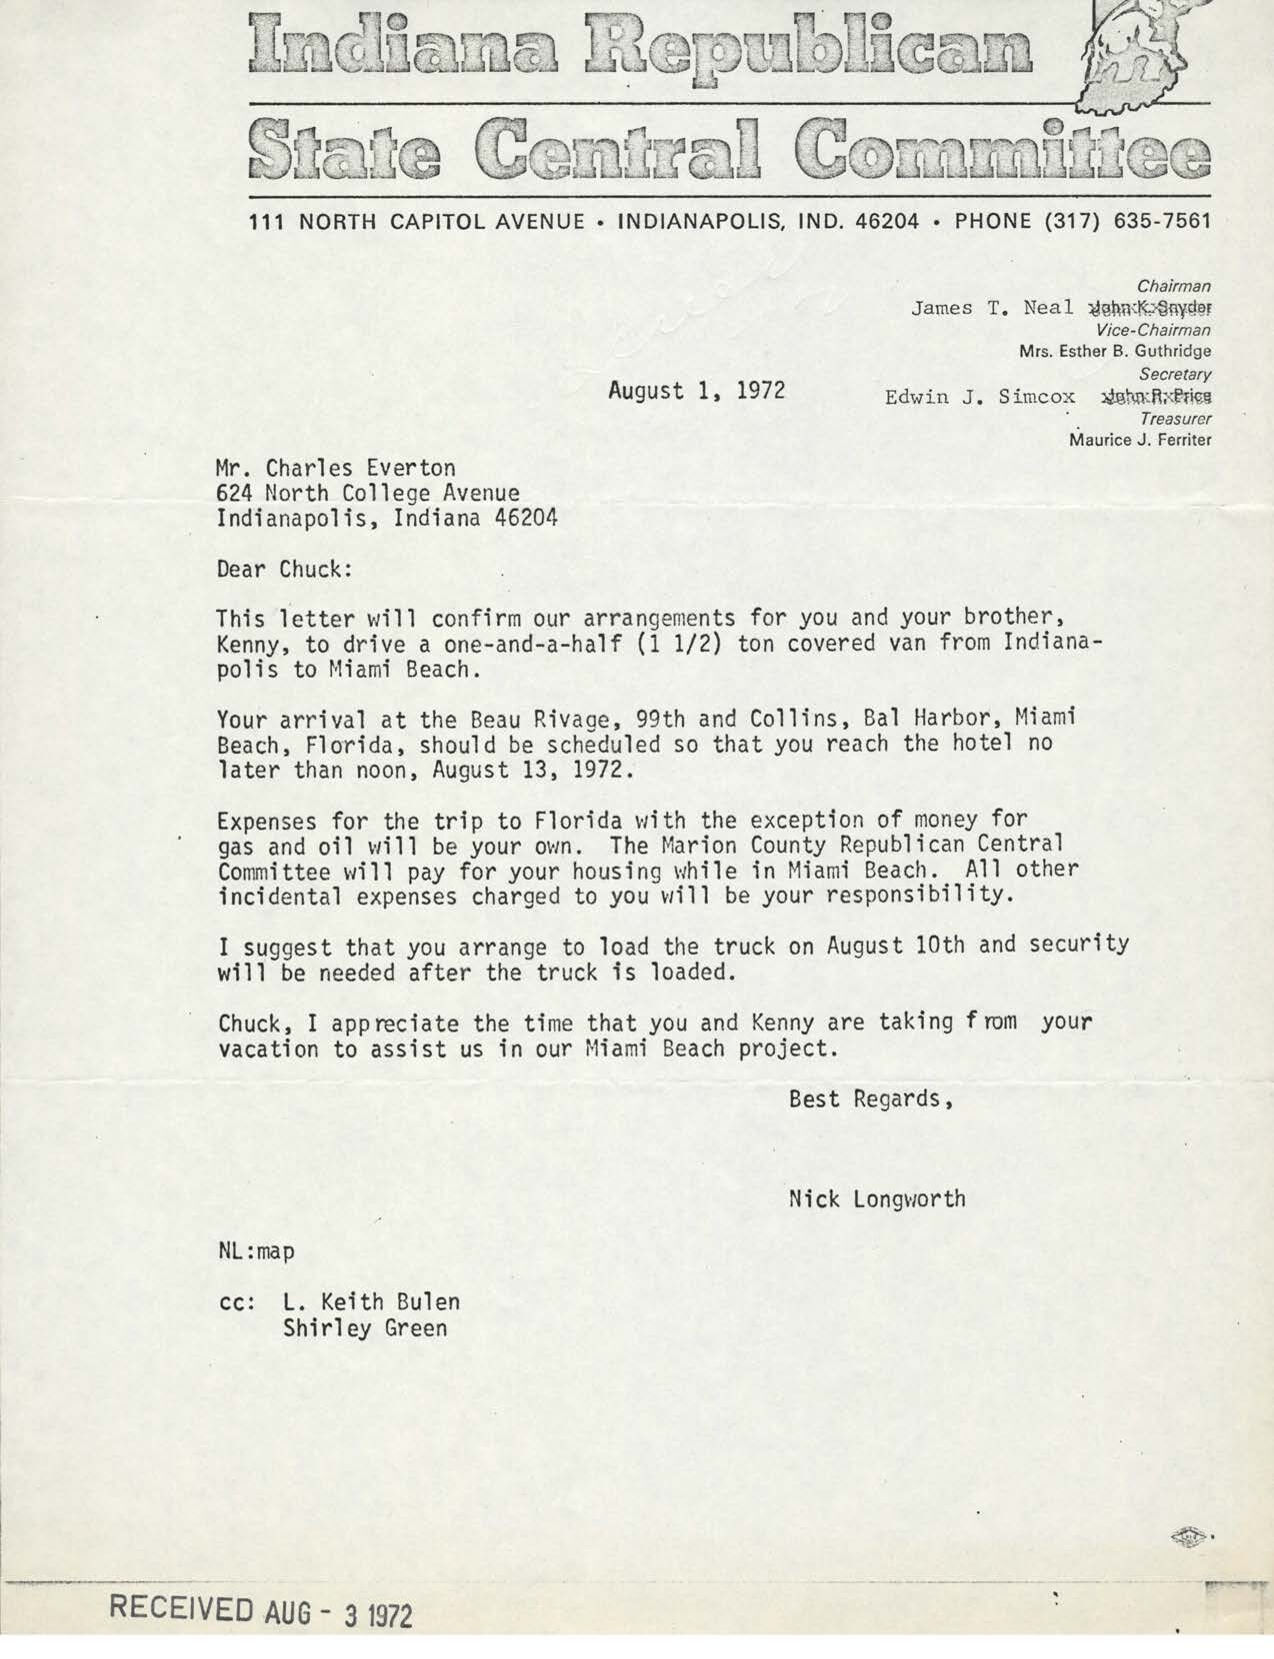 Indiana Republican
State Central Committee
111 NORTH CAPITOL AVENUE • INDIANAPOLIS, IND. 46204 • PHONE (317) 635-7561
Chairman
James T. Neal John K. Snyder
Vice-Chairman
Mrs. Esther B. Guthridge
Secretary
August 1, 1972
Edwin J. Simcox John R. Price
Treasurer
Maurice J. Ferriter
Mr. Charles Everton
624 North College Avenue
Indianapolis, Indiana 46204
Dear Chuck:
This letter will confirm our arrangements for you and your brother,
Kenny, to drive a one-and-a-half (1 1/2) ton covered van from Indiana-
polis to Miami Beach.
Your arrival at the Beau Rivage, 99th and Collins, Bal Harbor, Miami
Beach, Florida, should be scheduled so that you reach the hotel no
later than noon, August 13, 1972.
Expenses for the trip to Florida with the exception of money for
gas and oil will be your own. The Marion County Republican Central
Committee will pay for your housing while in Miami Beach. All other
incidental expenses charged to you will be your responsibility.
I suggest that you arrange to load the truck on August 10th and security
will be needed after the truck is loaded.
Chuck, I appreciate the time that you and Kenny are taking from your
vacation to assist us in our Miami Beach project.
Best Regards,
Nick Longworth
NL:map
cc: L. Keith Bulen
Shirley Green
RECEIVED AUG - 3 1972